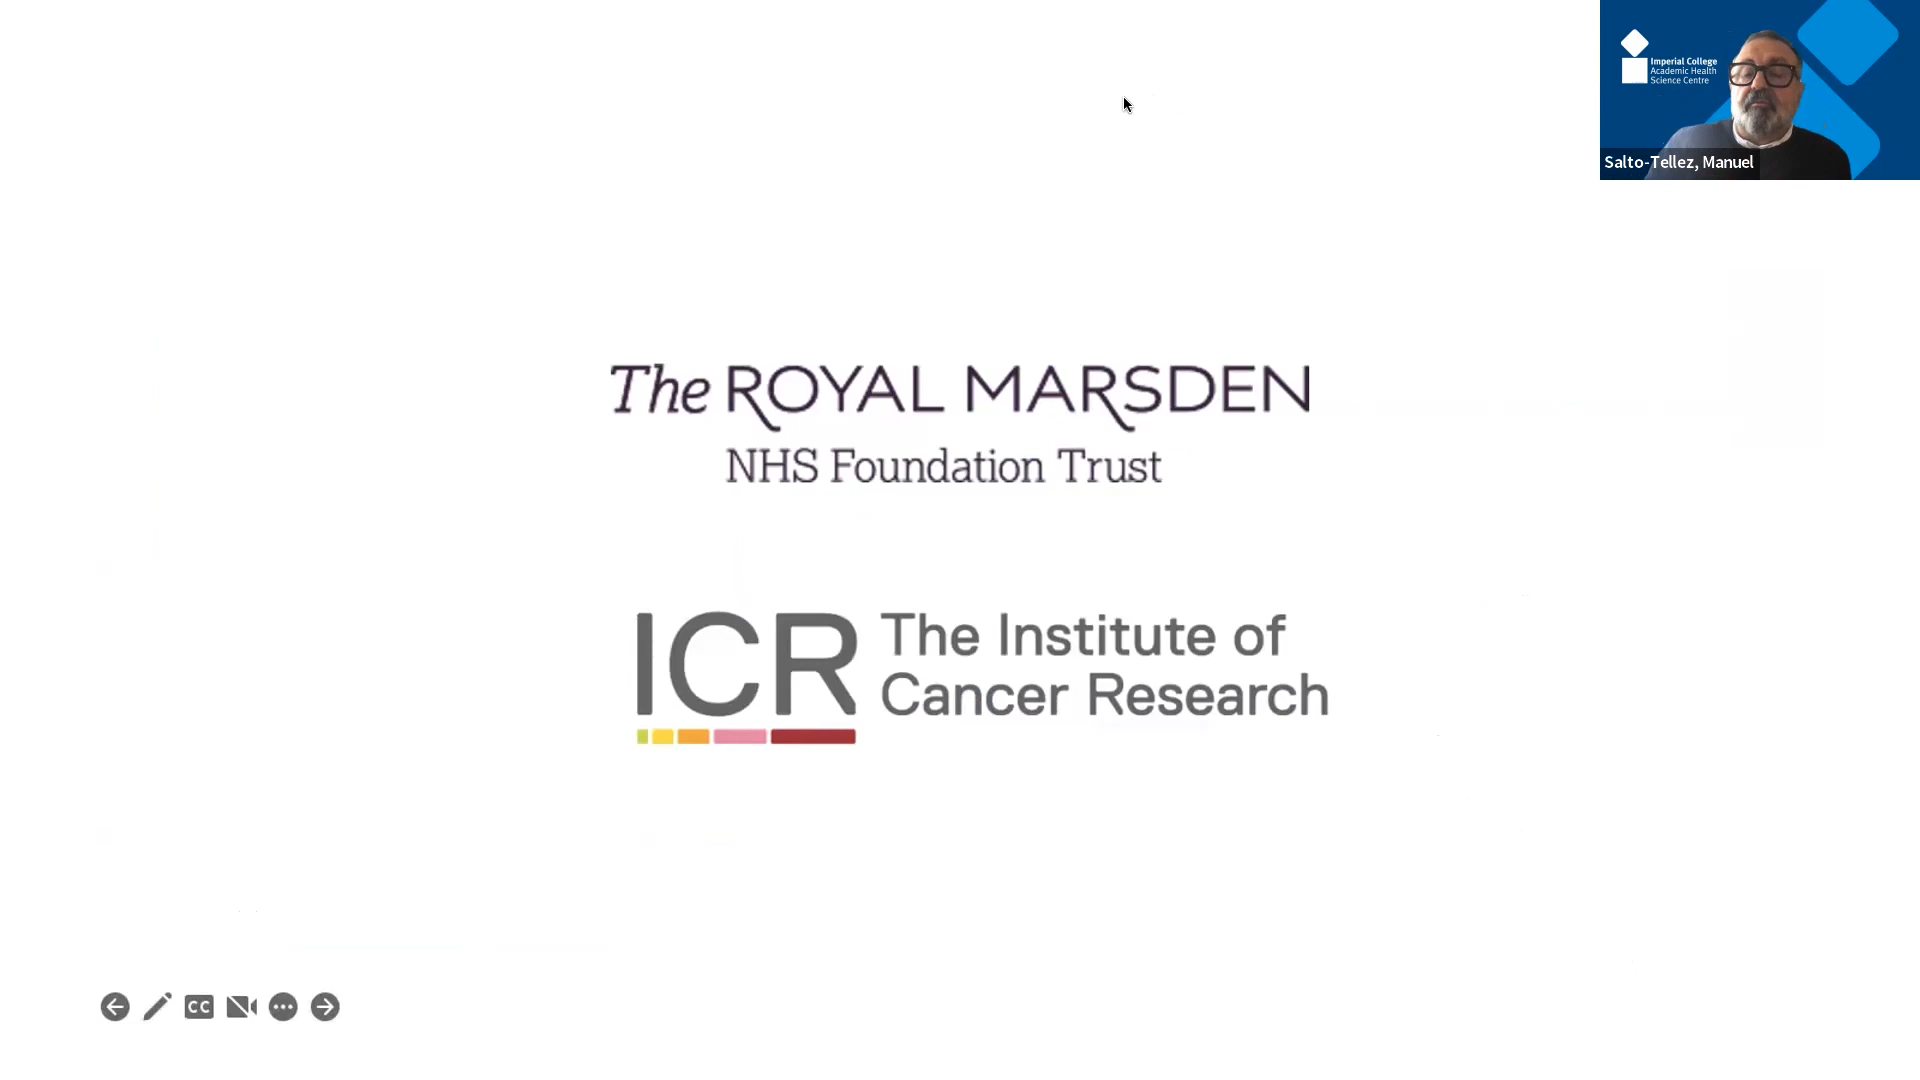 Imperial College
Academic Health
Science Centre
Salto-Tellez, Manuel
The ROYAL MARSDEN
NHS Foundation Trust
ICR The Institute of
Cancer Research
CC